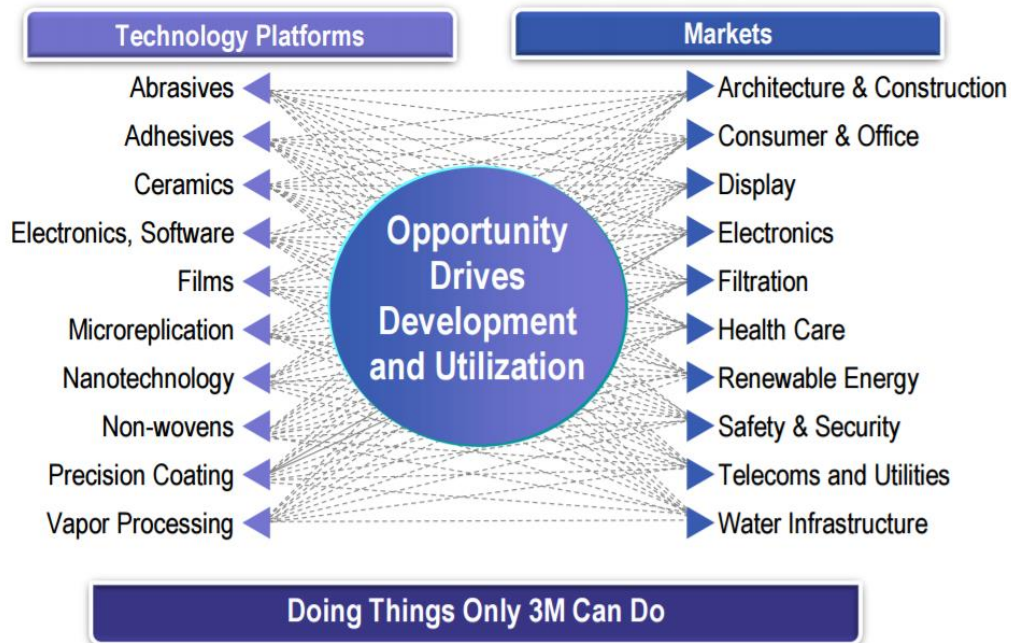 Technology Platforms
Markets
Abrasives
Adhesives
Ceramics
Electronics, Software
Films
Microreplication
Nanotechnology
Non-wovens
Precision Coating
Vapor Processing
Opportunity
Drives
Development
and Utilization
Architecture & Construction
Consumer & Office
Display
Electronics
Filtration
Health Care
Renewable Energy
Safety & Security
Telecoms and Utilities
Water Infrastructure
Doing Things Only 3M Can Do